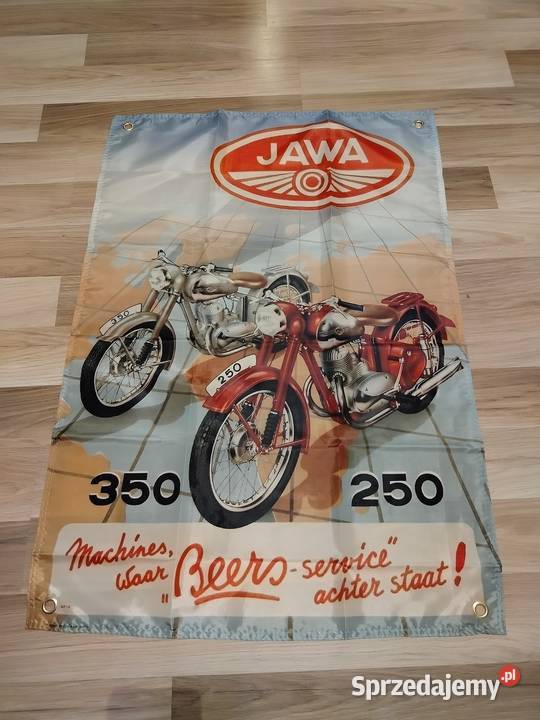 JAWA
350
250
350 250
Machines,
waar „Beers-service"
achter staat!
Sprzedajemy.pl